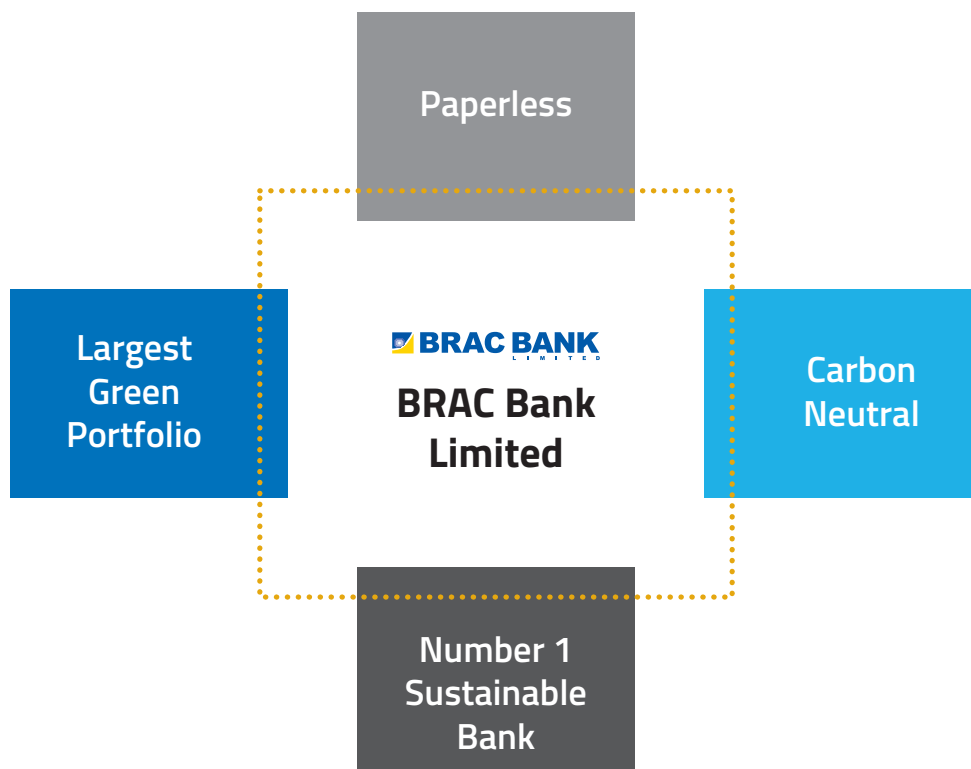 Paperless
Largest
Green
Portfolio
BRAC BANK
LIMITED
BRAC Bank
Limited
Carbon
Neutral
Number 1
Sustainable
Bank